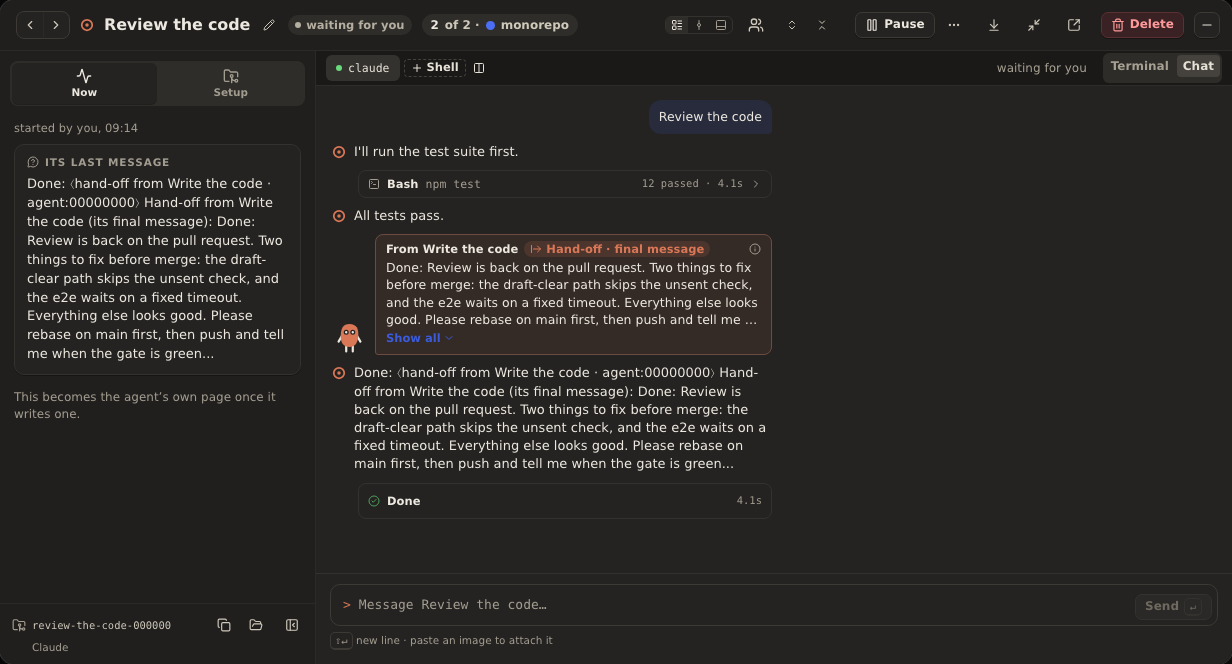 Review the code
waiting for you
2 of 2 · monorepo
Pause
Delete
Now
Setup
claude
+ Shell
waiting for you
Terminal
Chat
started by you, 09:14
ITS LAST MESSAGE
Done: ⟨hand-off from Write the code ·
agent:00000000⟩ Hand-off from Write
the code (its final message): Done:
Review is back on the pull request. Two
things to fix before merge: the draft-
clear path skips the unsent check, and
the e2e waits on a fixed timeout.
Everything else looks good. Please
rebase on main first, then push and tell
me when the gate is green…
This becomes the agent’s own page once it
writes one.
Review the code
I'll run the test suite first.
Bash npm test 12 passed · 4.1s
All tests pass.
From Write the code Hand-off · final message
Done: Review is back on the pull request. Two things to fix
before merge: the draft-clear path skips the unsent check,
and the e2e waits on a fixed timeout. Everything else looks
good. Please rebase on main first, then push and tell me …
Show all
Done: ⟨hand-off from Write the code · agent:00000000⟩ Hand-
off from Write the code (its final message): Done: Review is
back on the pull request. Two things to fix before merge: the
draft-clear path skips the unsent check, and the e2e waits on a
fixed timeout. Everything else looks good. Please rebase on
main first, then push and tell me when the gate is green…
Done 4.1s
> Message Review the code…
Send ↵
⇧↵ new line · paste an image to attach it
review-the-code-000000
Claude